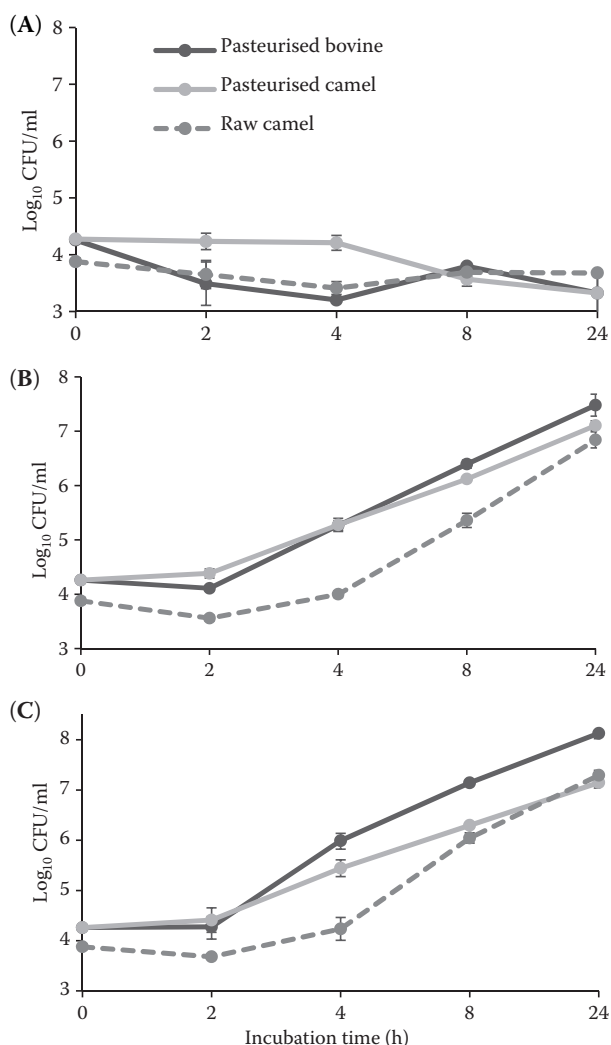 (A)
8
7
6
5
4
3
Log₁₀ CFU/ml
Pasteurised bovine
Pasteurised camel
Raw camel
0 2 4 8 24
(B)
8
7
6
5
4
3
Log₁₀ CFU/ml
0 2 4 8 24
(C)
8
7
6
5
4
3
Log₁₀ CFU/ml
0 2 4 8 24
Incubation time (h)